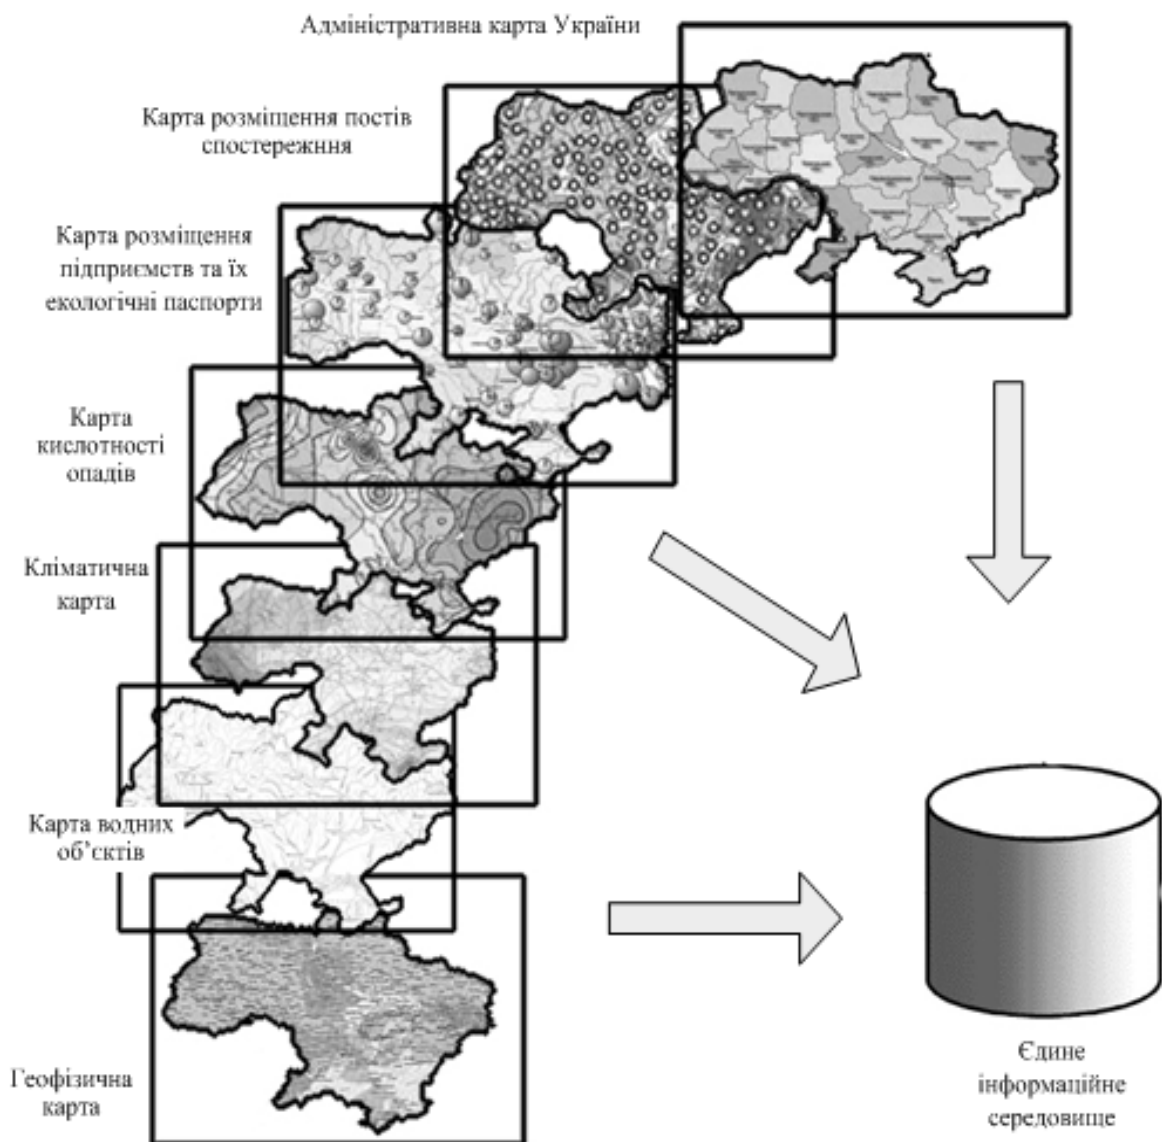 Адміністративна карта України
Карта розміщення постів
спостережння
Карта розміщення
підприємств та їх
екологічні паспорти
Карта
кислотності
опадів
Кліматична
карта
Карта водних
об’єктів
Геофізична
карта
Єдине
інформаційне
середовище